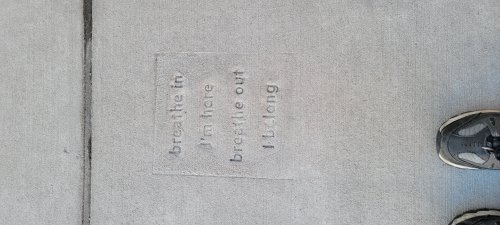 breathe in
I'm here
breathe out
I belong